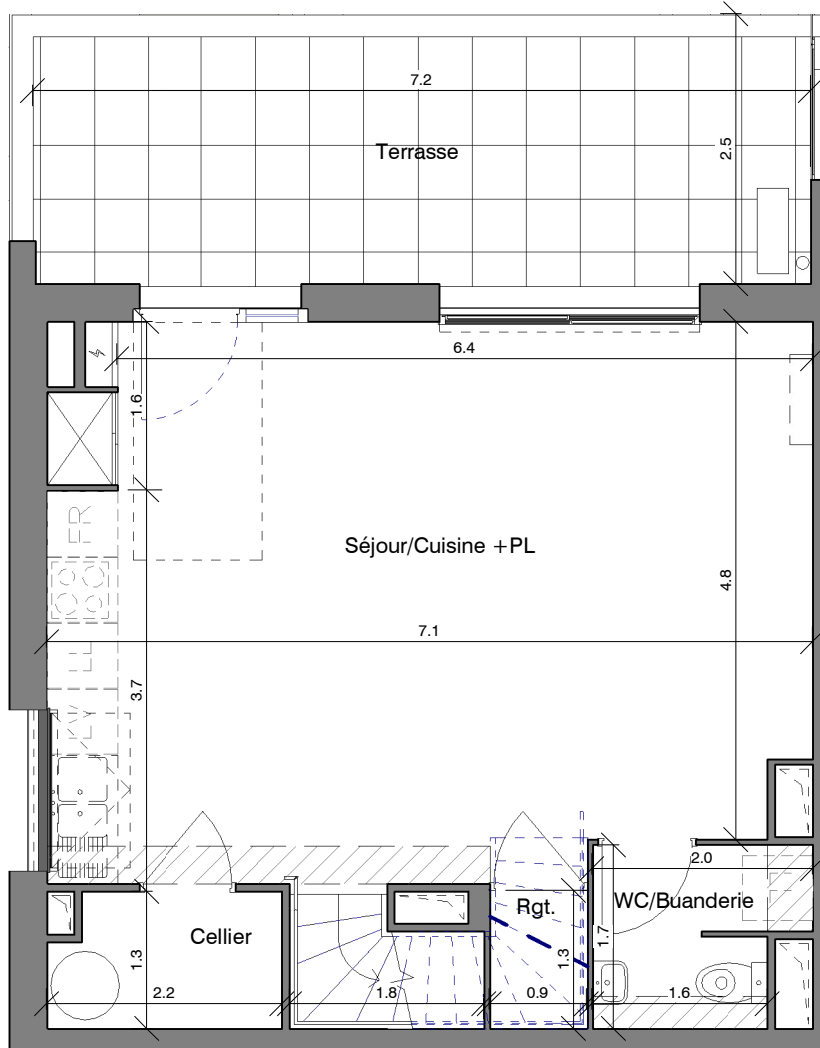 7.2
2.5
Terrasse
6.4
1.6
FR
Séjour/Cuisine +PL
4.8
7.1
3.7
LV
2.0
WC/Buanderie
Rgt.
Cellier
1.7
1.3
1.3
2.2
1.8
0.9
1.6